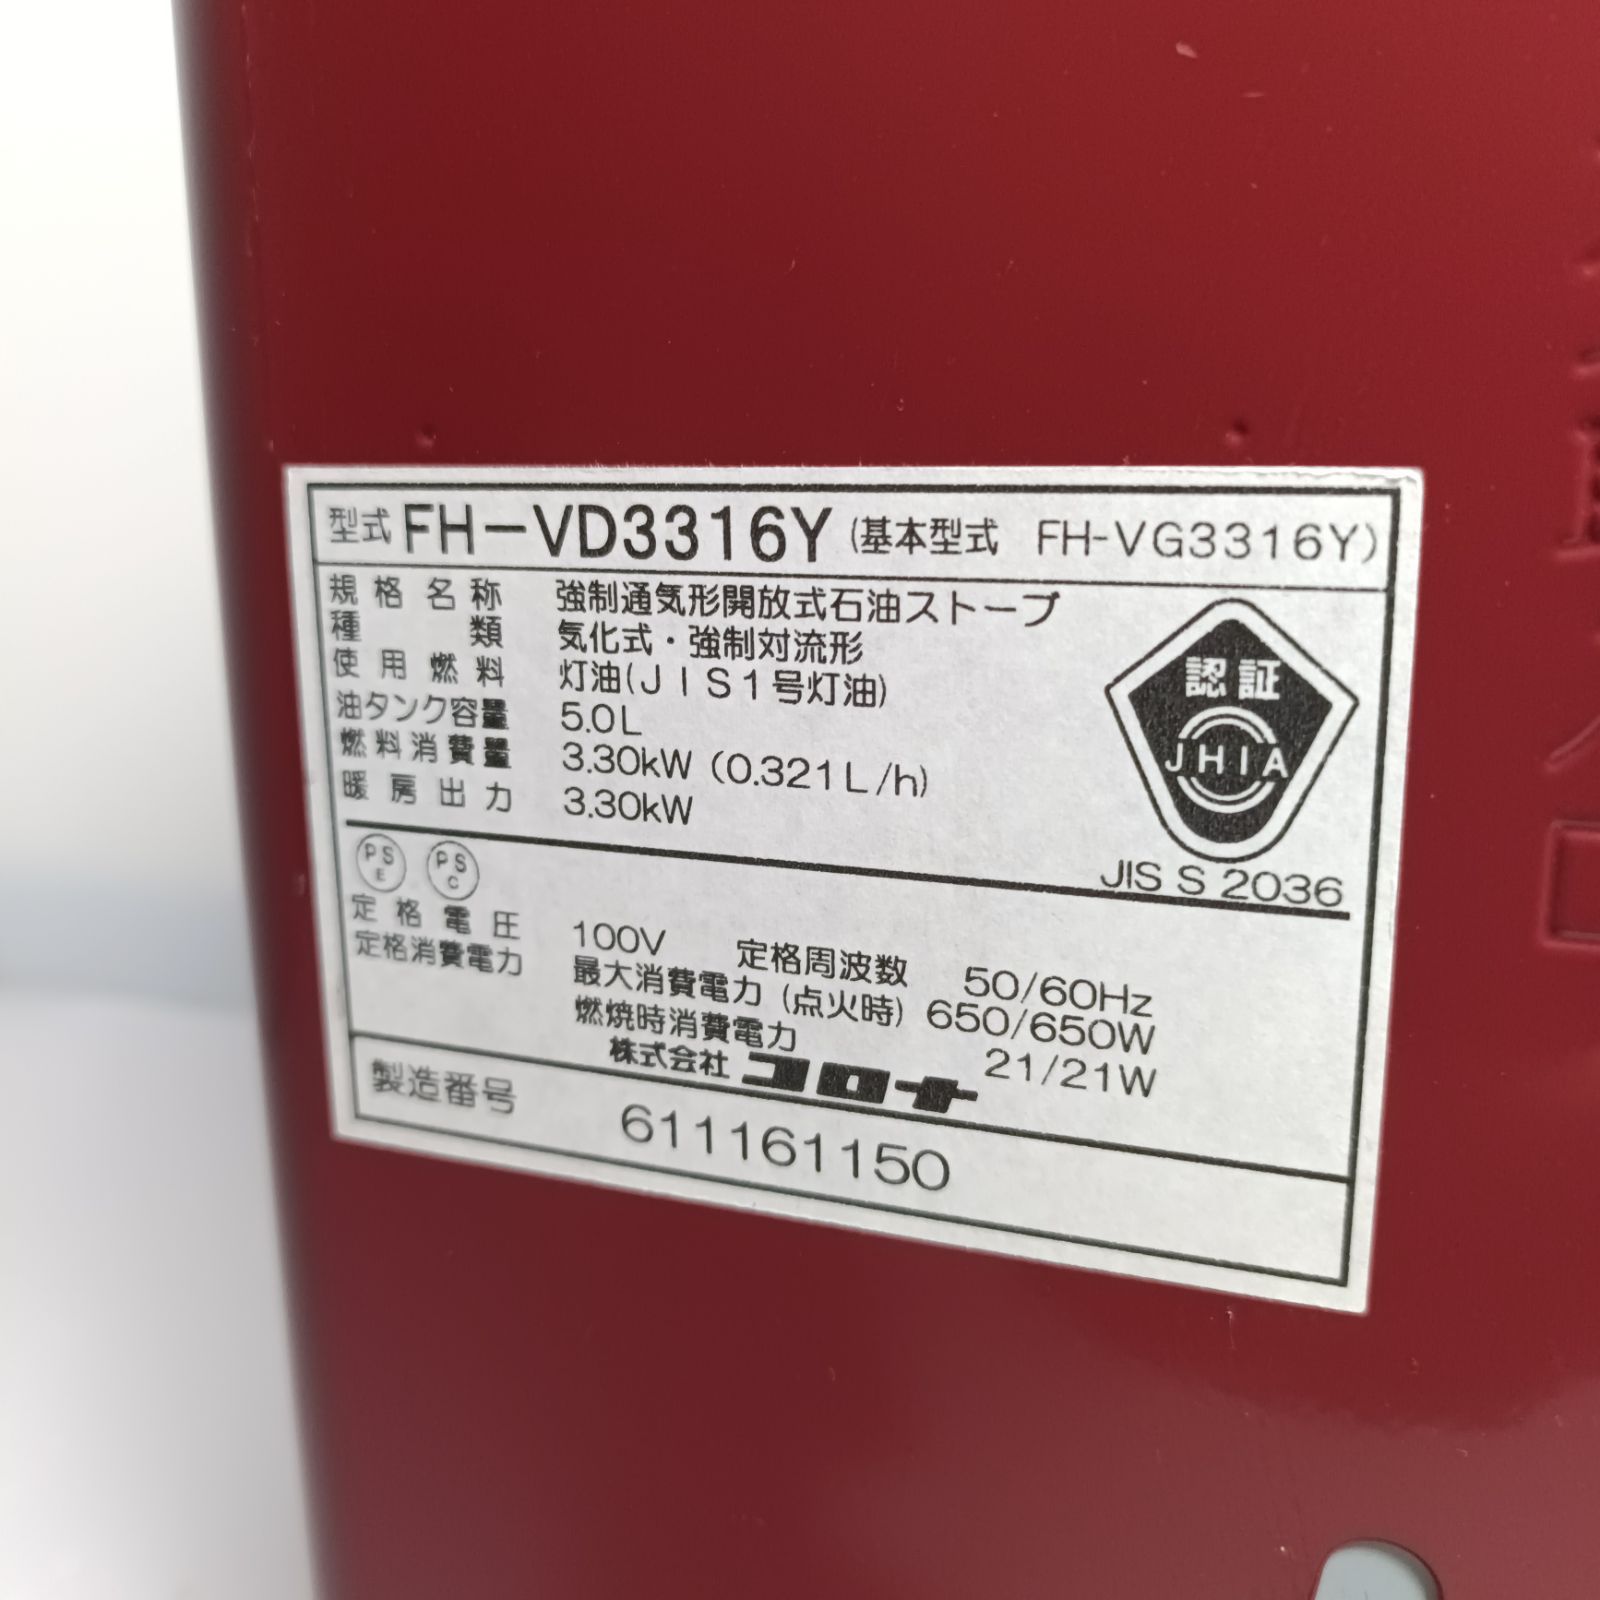 型式 FH-VD3316Y (基本型式 FH-VG3316Y)
規格名称 強制通気形開放式石油ストーブ
種類 気化式・強制対流形
使用燃料 灯油(JIS1号灯油)
油タンク容量 5.0L
燃料消費量 3.30kW (0.321L/h)
暖房出力 3.30kW
認証
JHIA
JIS S 2036
PS E
PS C
定格電圧 100V 定格周波数 50/60Hz
定格消費電力 最大消費電力(点火時) 650/650W
燃焼時消費電力 21/21W
株式会社 コロナ
製造番号 611161150